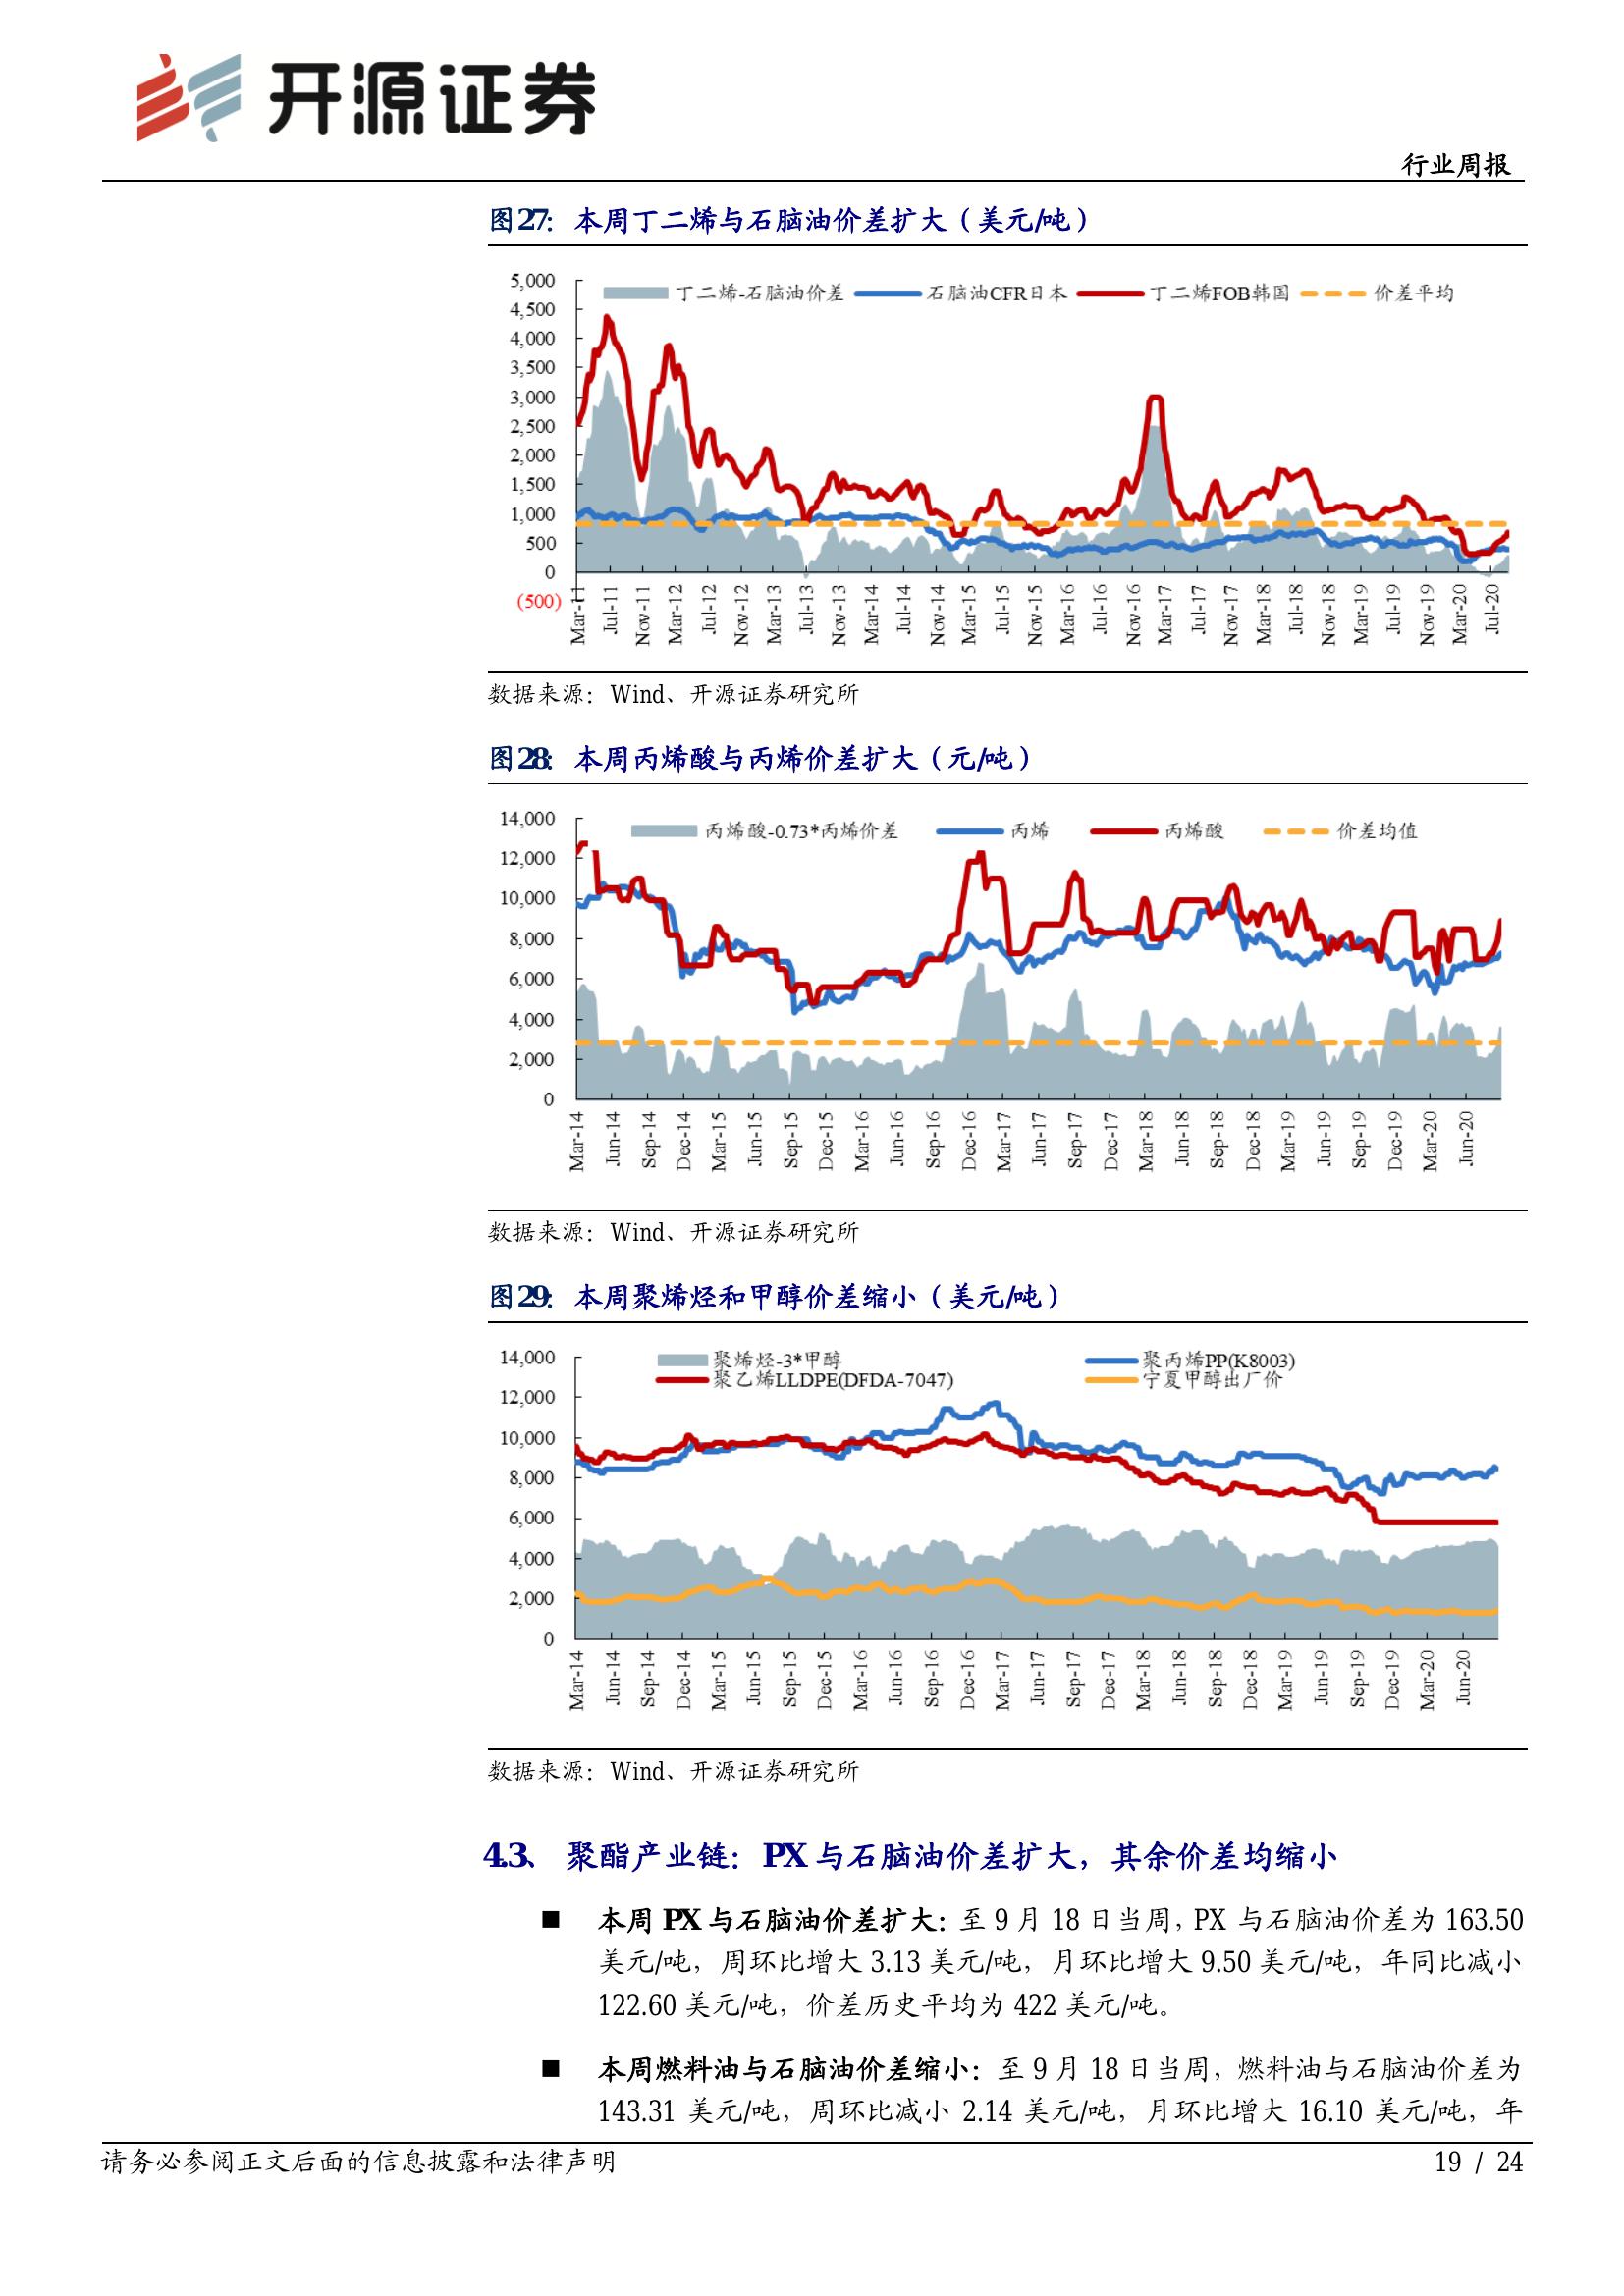 开源证券
行业周报
图27： 本周丁二烯与石脑油价差扩大（美元/吨）
5,000
4,500
4,000
3,500
3,000
2,500
2,000
1,500
1,000
500
0
(500)
丁二烯-石脑油价差 石脑油CFR日本 丁二烯FOB韩国 价差平均
Mar-11 Jul-11 Nov-11 Mar-12 Jul-12 Nov-12 Mar-13 Jul-13 Nov-13 Mar-14 Jul-14 Nov-14 Mar-15 Jul-15 Nov-15 Mar-16 Jul-16 Nov-16 Mar-17 Jul-17 Nov-17 Mar-18 Jul-18 Nov-18 Mar-19 Jul-19 Nov-19 Mar-20 Jul-20
数据来源：Wind、开源证券研究所
图28： 本周丙烯酸与丙烯价差扩大（元/吨）
14,000
12,000
10,000
8,000
6,000
4,000
2,000
0
丙烯酸-0.73*丙烯价差 丙烯 丙烯酸 价差均值
Mar-14 Jun-14 Sep-14 Dec-14 Mar-15 Jun-15 Sep-15 Dec-15 Mar-16 Jun-16 Sep-16 Dec-16 Mar-17 Jun-17 Sep-17 Dec-17 Mar-18 Jun-18 Sep-18 Dec-18 Mar-19 Jun-19 Sep-19 Dec-19 Mar-20 Jun-20
数据来源：Wind、开源证券研究所
图29： 本周聚烯烃和甲醇价差缩小（美元/吨）
14,000
12,000
10,000
8,000
6,000
4,000
2,000
0
聚烯烃-3*甲醇 聚丙烯PP(K8003)
聚乙烯LLDPE(DFDA-7047) 宁夏甲醇出厂价
Mar-14 Jun-14 Sep-14 Dec-14 Mar-15 Jun-15 Sep-15 Dec-15 Mar-16 Jun-16 Sep-16 Dec-16 Mar-17 Jun-17 Sep-17 Dec-17 Mar-18 Jun-18 Sep-18 Dec-18 Mar-19 Jun-19 Sep-19 Dec-19 Mar-20 Jun-20
数据来源：Wind、开源证券研究所
4.3、 聚酯产业链：PX与石脑油价差扩大，其余价差均缩小
■ 本周PX与石脑油价差扩大：至9月18日当周，PX与石脑油价差为163.50
美元/吨，周环比增大3.13美元/吨，月环比增大9.50美元/吨，年同比减小
122.60美元/吨，价差历史平均为422美元/吨。
■ 本周燃料油与石脑油价差缩小：至9月18日当周，燃料油与石脑油价差为
143.31美元/吨，周环比减小2.14美元/吨，月环比增大16.10美元/吨，年
请务必参阅正文后面的信息披露和法律声明
19 / 24